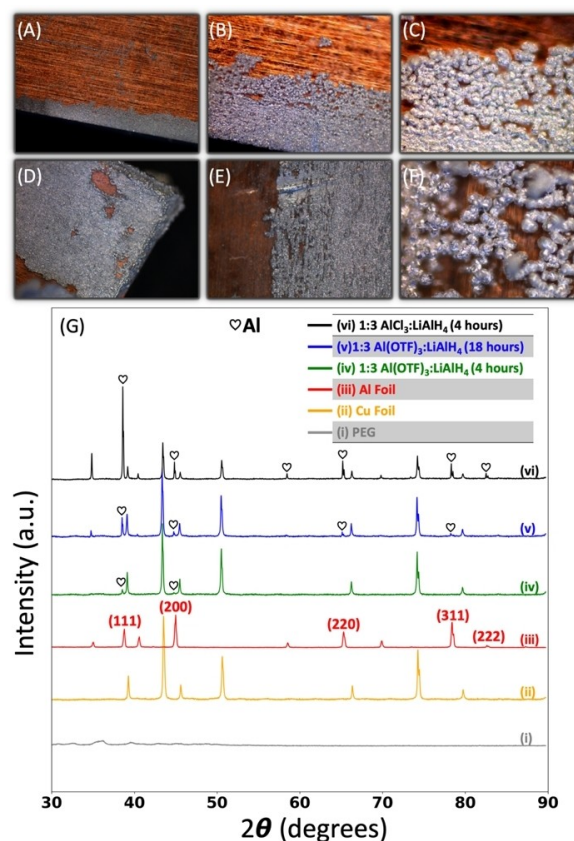 (A)
(B)
(C)
(D)
(E)
(F)
(G)
♡Al
(vi) 1:3 AlCl₃:LiAlH₄ (4 hours)
(v)1:3 Al(OTF)₃:LiAlH₄ (18 hours)
(iv) 1:3 Al(OTF)₃:LiAlH₄ (4 hours)
(iii) Al Foil
(ii) Cu Foil
(i) PEG
(vi)
(v)
(iv)
(111)
(200)
(220)
(311)
(222)
(iii)
(ii)
(i)
Intensity (a.u.)
30
40
50
60
70
80
90
2θ (degrees)